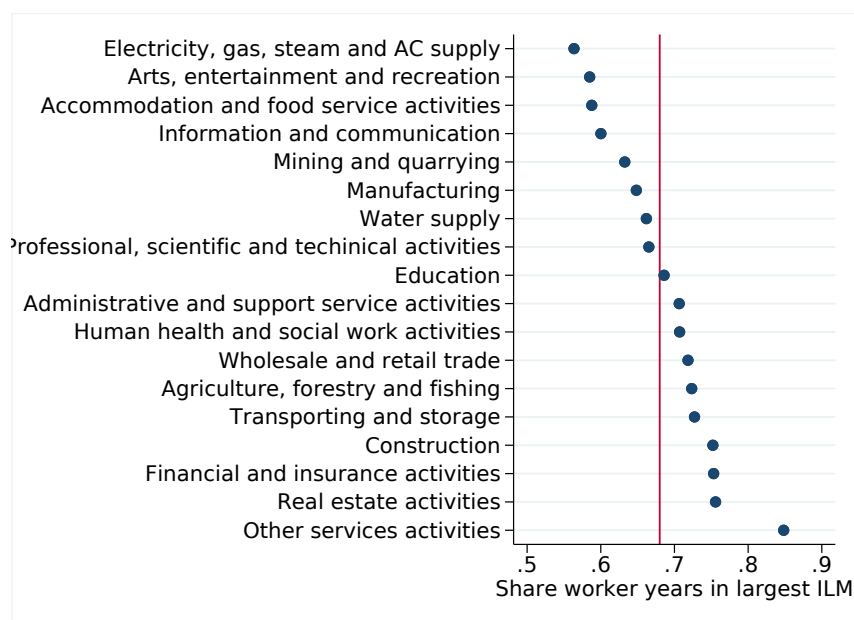 Electricity, gas, steam and AC supply
Arts, entertainment and recreation
Accommodation and food service activities
Information and communication
Mining and quarrying
Manufacturing
Water supply
Professional, scientific and techinical activities
Education
Administrative and support service activities
Human health and social work activities
Wholesale and retail trade
Agriculture, forestry and fishing
Transporting and storage
Construction
Financial and insurance activities
Real estate activities
Other services activities
.5 .6 .7 .8 .9
Share worker years in largest ILM